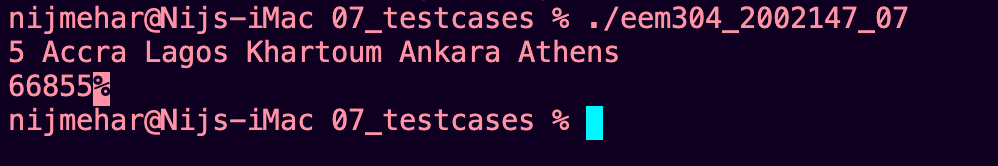 nijmehar@Nijs-iMac 07_testcases % ./eem304_2002147_07
5 Accra Lagos Khartoum Ankara Athens
66855%
nijmehar@Nijs-iMac 07_testcases %